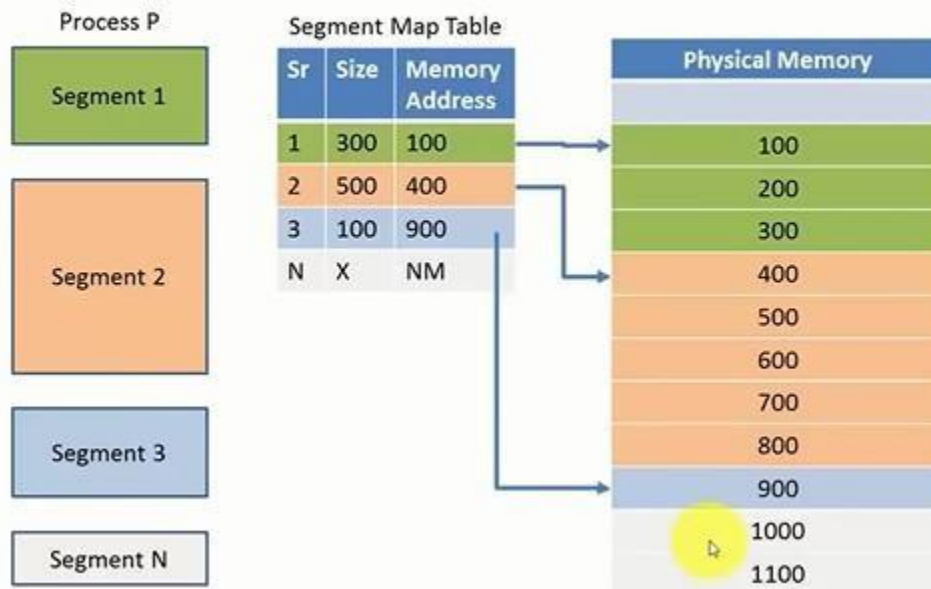 Process P
Segment 1
Segment 2
Segment 3
Segment N
Segment Map Table
Sr Size Memory Address
1 300 100
2 500 400
3 100 900
N X NM
Physical Memory
100
200
300
400
500
600
700
800
900
1000
1100